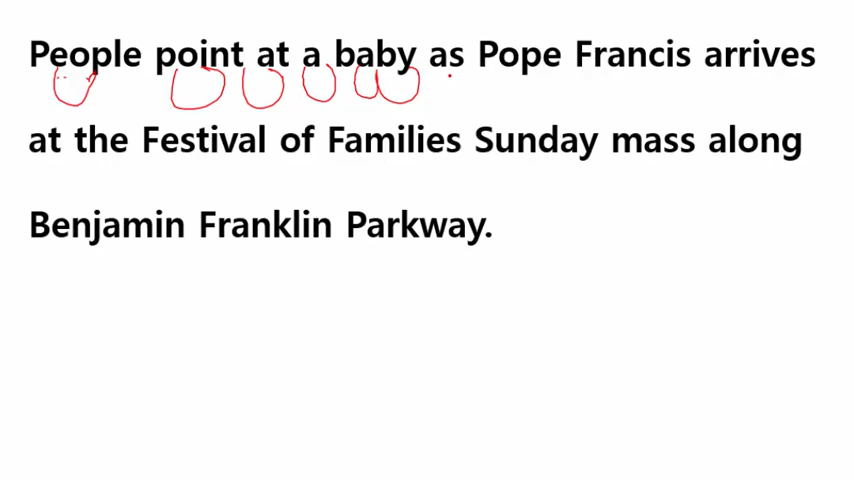 People point at a baby as Pope Francis arrives
at the Festival of Families Sunday mass along
Benjamin Franklin Parkway.